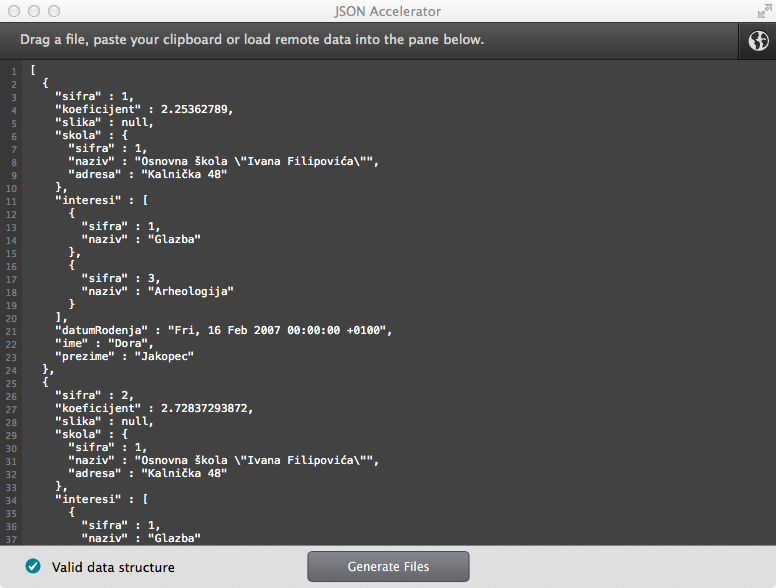 JSON Accelerator
Drag a file, paste your clipboard or load remote data into the pane below.
1 [
2   {
3     "sifra" : 1,
4     "koeficijent" : 2.25362789,
5     "slika" : null,
6     "skola" : {
7       "sifra" : 1,
8       "naziv" : "Osnovna škola \"Ivana Filipovića\"",
9       "adresa" : "Kalnička 48"
10     },
11     "interesi" : [
12       {
13         "sifra" : 1,
14         "naziv" : "Glazba"
15       },
16       {
17         "sifra" : 3,
18         "naziv" : "Arheologija"
19       }
20     ],
21     "datumRodenja" : "Fri, 16 Feb 2007 00:00:00 +0100",
22     "ime" : "Dora",
23     "prezime" : "Jakopec"
24   },
25   {
26     "sifra" : 2,
27     "koeficijent" : 2.72837293872,
28     "slika" : null,
29     "skola" : {
30       "sifra" : 1,
31       "naziv" : "Osnovna škola \"Ivana Filipovića\"",
32       "adresa" : "Kalnička 48"
33     },
34     "interesi" : [
35       {
36         "sifra" : 1,
37         "naziv" : "Glazba"
Valid data structure
Generate Files